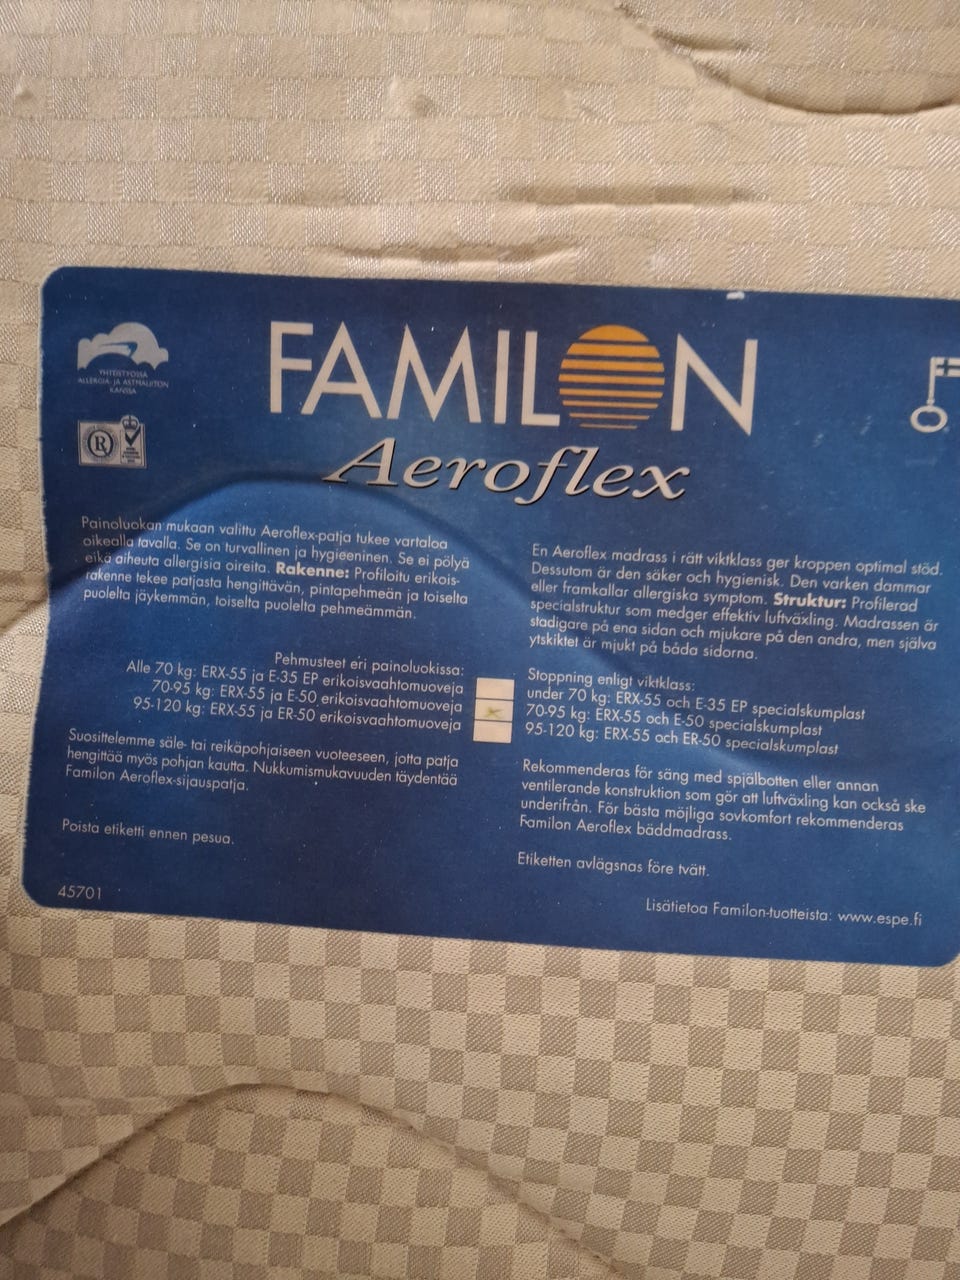 YHTEISTYÖSSÄ
ALLERGIA- JA ASTMALIITON
KANSSA
R
FAMILON
Aeroflex
Painoluokan mukaan valittu Aeroflex-patja tukee vartaloa
oikealla tavalla. Se on turvallinen ja hygieeninen. Se ei pölyä
eikä aiheuta allergisia oireita. Rakenne: Profiloitu erikois-
rakenne tekee patjasta hengittävän, pintapehmeän ja toiselta
puolelta jäykemmän, toiselta puolelta pehmeämmän.
Pehmusteet eri painoluokissa:
Alle 70 kg: ERX-55 ja E-35 EP erikoisvaahtomuoveja
70-95 kg: ERX-55 ja E-50 erikoisvaahtomuoveja
95-120 kg: ERX-55 ja ER-50 erikoisvaahtomuoveja
Suosittelemme säle- tai reikäpohjaiseen vuoteeseen, jotta patja
hengittää myös pohjan kautta. Nukkumismukavuuden täydentää
Familon Aeroflex-sijauspatja.
Poista etiketti ennen pesua.
45701
En Aeroflex madrass i rätt viktklass ger kroppen optimal stöd.
Dessutom är den säker och hygienisk. Den varken dammar
eller framkallar allergiska symptom. Struktur: Profilerad
specialstruktur som medger effektiv luftväxling. Madrassen är
stadigare på ena sidan och mjukare på den andra, men själva
ytskiktet är mjukt på båda sidorna.
Stoppning enligt viktklass:
under 70 kg: ERX-55 och E-35 EP specialskumplast
70-95 kg: ERX-55 och E-50 specialskumplast
95-120 kg: ERX-55 och ER-50 specialskumplast
Rekommenderas för säng med spjälbotten eller annan
ventilerande konstruktion som gör att luftväxling kan också ske
underifrån. För bästa möjliga sovkomfort rekommenderas
Familon Aeroflex bäddmadrass.
Etiketten avlägsnas före tvätt.
Lisätietoa Familon-tuotteista: www.espe.fi